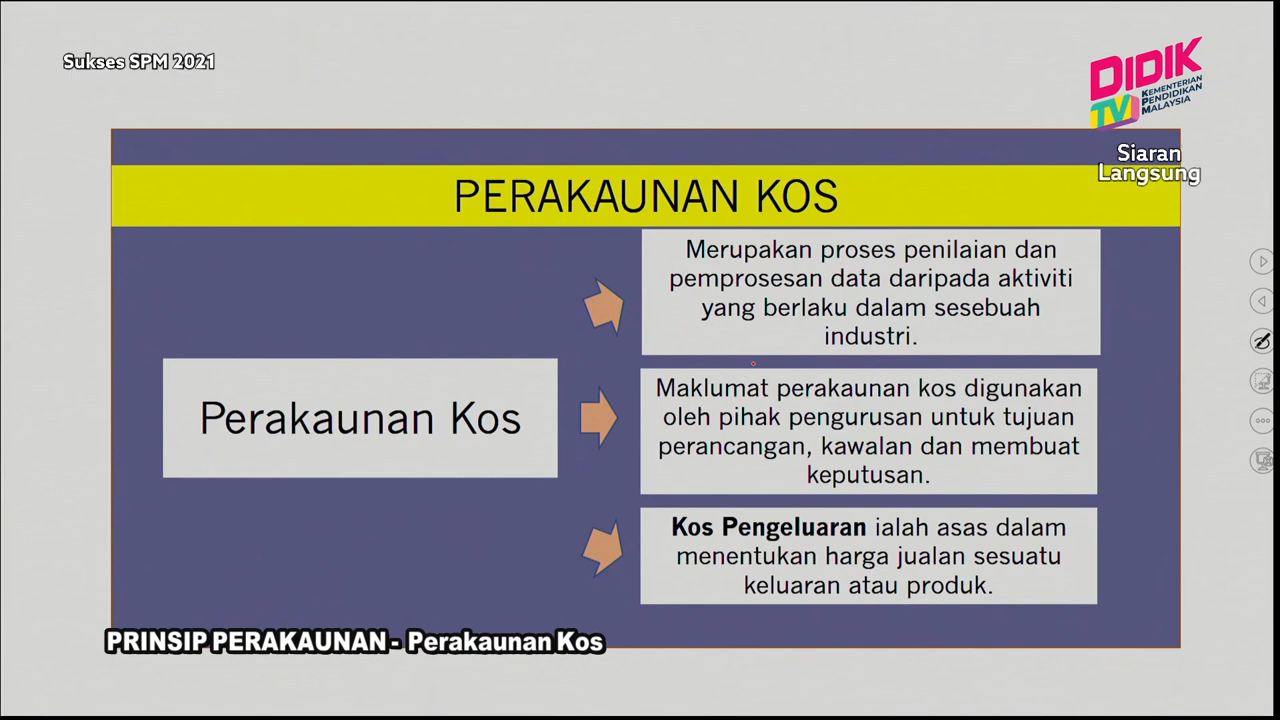 Sukses SPM 2021
DIDIK
TV
KEMENTERIAN
PENDIDIKAN
MALAYSIA
Siaran
Langsung
PERAKAUNAN KOS
Perakaunan Kos
Merupakan proses penilaian dan
pemprosesan data daripada aktiviti
yang berlaku dalam sesebuah
industri.
Maklumat perakaunan kos digunakan
oleh pihak pengurusan untuk tujuan
perancangan, kawalan dan membuat
keputusan.
Kos Pengeluaran ialah asas dalam
menentukan harga jualan sesuatu
keluaran atau produk.
PRINSIP PERAKAUNAN - Perakaunan Kos